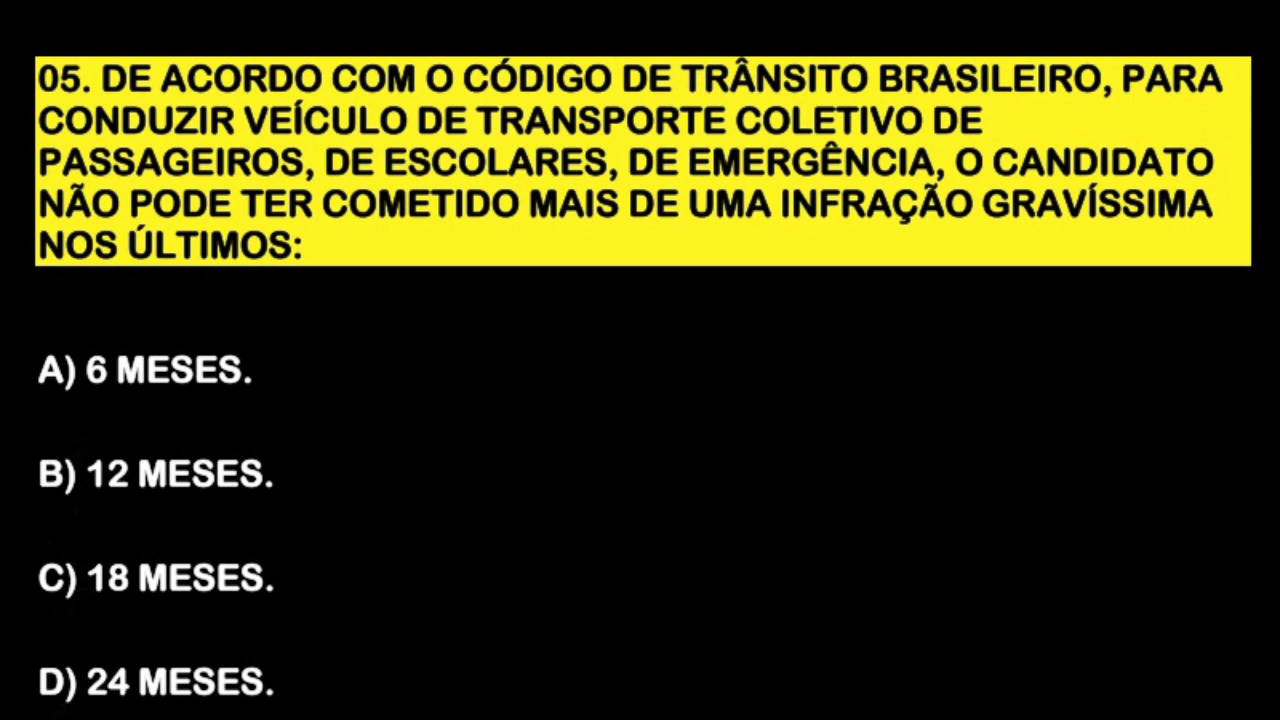 05. DE ACORDO COM O CÓDIGO DE TRÂNSITO BRASILEIRO, PARA
CONDUZIR VEÍCULO DE TRANSPORTE COLETIVO DE
PASSAGEIROS, DE ESCOLARES, DE EMERGÊNCIA, O CANDIDATO
NÃO PODE TER COMETIDO MAIS DE UMA INFRAÇÃO GRAVÍSSIMA
NOS ÚLTIMOS:
A) 6 MESES.
B) 12 MESES.
C) 18 MESES.
D) 24 MESES.